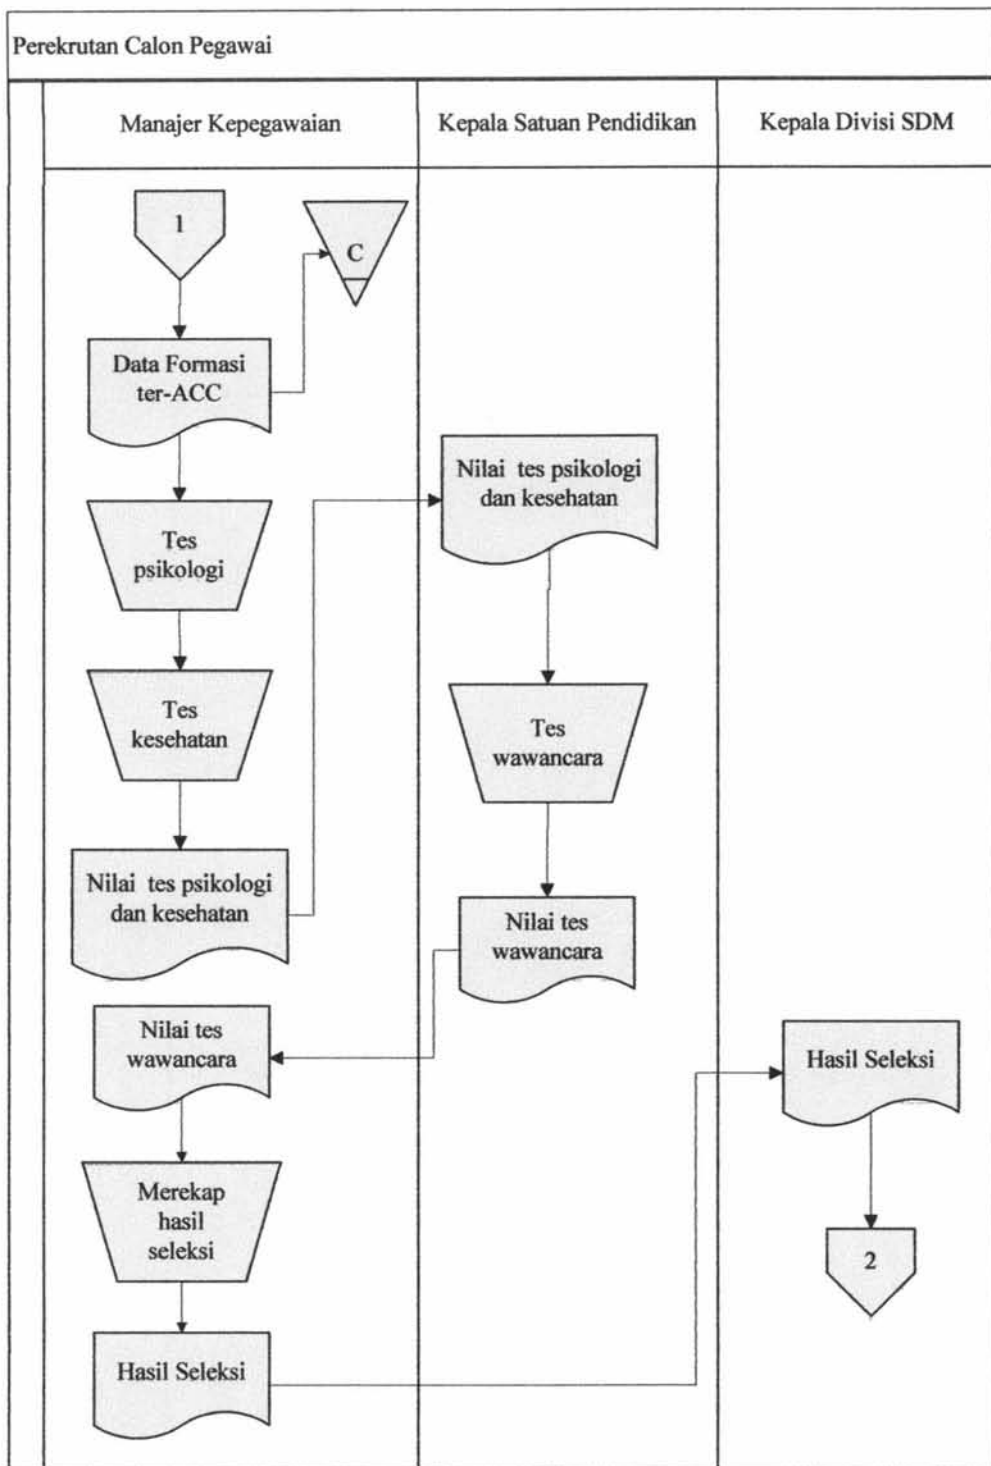 Perekrutan Calon Pegawai
Manajer Kepegawaian
Kepala Satuan Pendidikan
Kepala Divisi SDM
1
C
Data Formasi
ter-ACC
Tes
psikologi
Tes
kesehatan
Nilai tes psikologi
dan kesehatan
Nilai tes psikologi
dan kesehatan
Tes
wawancara
Nilai tes
wawancara
Nilai tes
wawancara
Merekap
hasil
seleksi
Hasil Seleksi
Hasil Seleksi
2